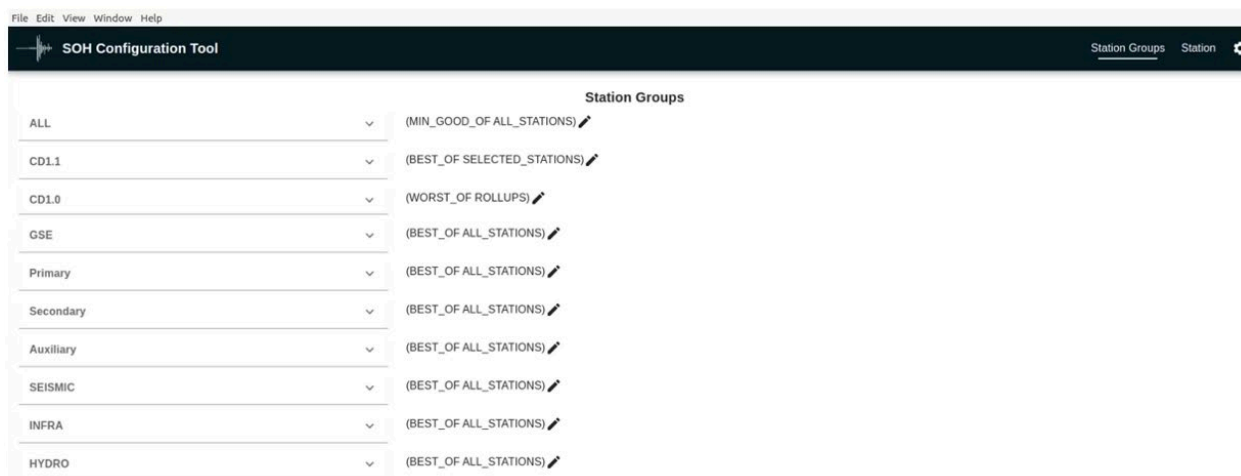 File Edit View Window Help
SOH Configuration Tool
Station Groups Station
Station Groups
ALL (MIN_GOOD_OF ALL_STATIONS)
CD1.1 (BEST_OF SELECTED_STATIONS)
CD1.0 (WORST_OF ROLLUPS)
GSE (BEST_OF ALL_STATIONS)
Primary (BEST_OF ALL_STATIONS)
Secondary (BEST_OF ALL_STATIONS)
Auxiliary (BEST_OF ALL_STATIONS)
SEISMIC (BEST_OF ALL_STATIONS)
INFRA (BEST_OF ALL_STATIONS)
HYDRO (BEST_OF ALL_STATIONS)